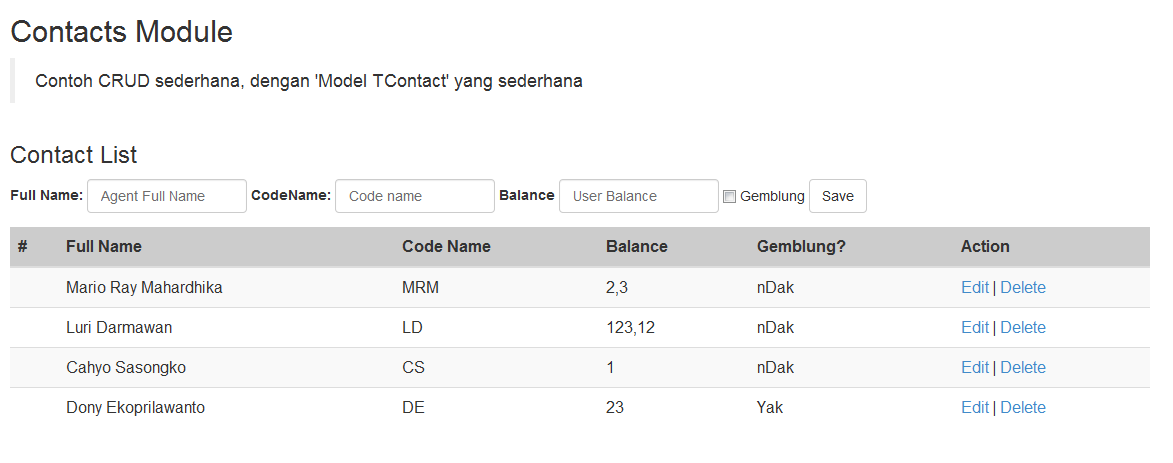 Contacts Module
Contoh CRUD sederhana, dengan 'Model TContact' yang sederhana
Contact List
Full Name: Agent Full Name CodeName: Code name Balance User Balance Gemblung Save
# Full Name Code Name Balance Gemblung? Action
Mario Ray Mahardhika MRM 2,3 nDak Edit | Delete
Luri Darmawan LD 123,12 nDak Edit | Delete
Cahyo Sasongko CS 1 nDak Edit | Delete
Dony Ekoprilawanto DE 23 Yak Edit | Delete